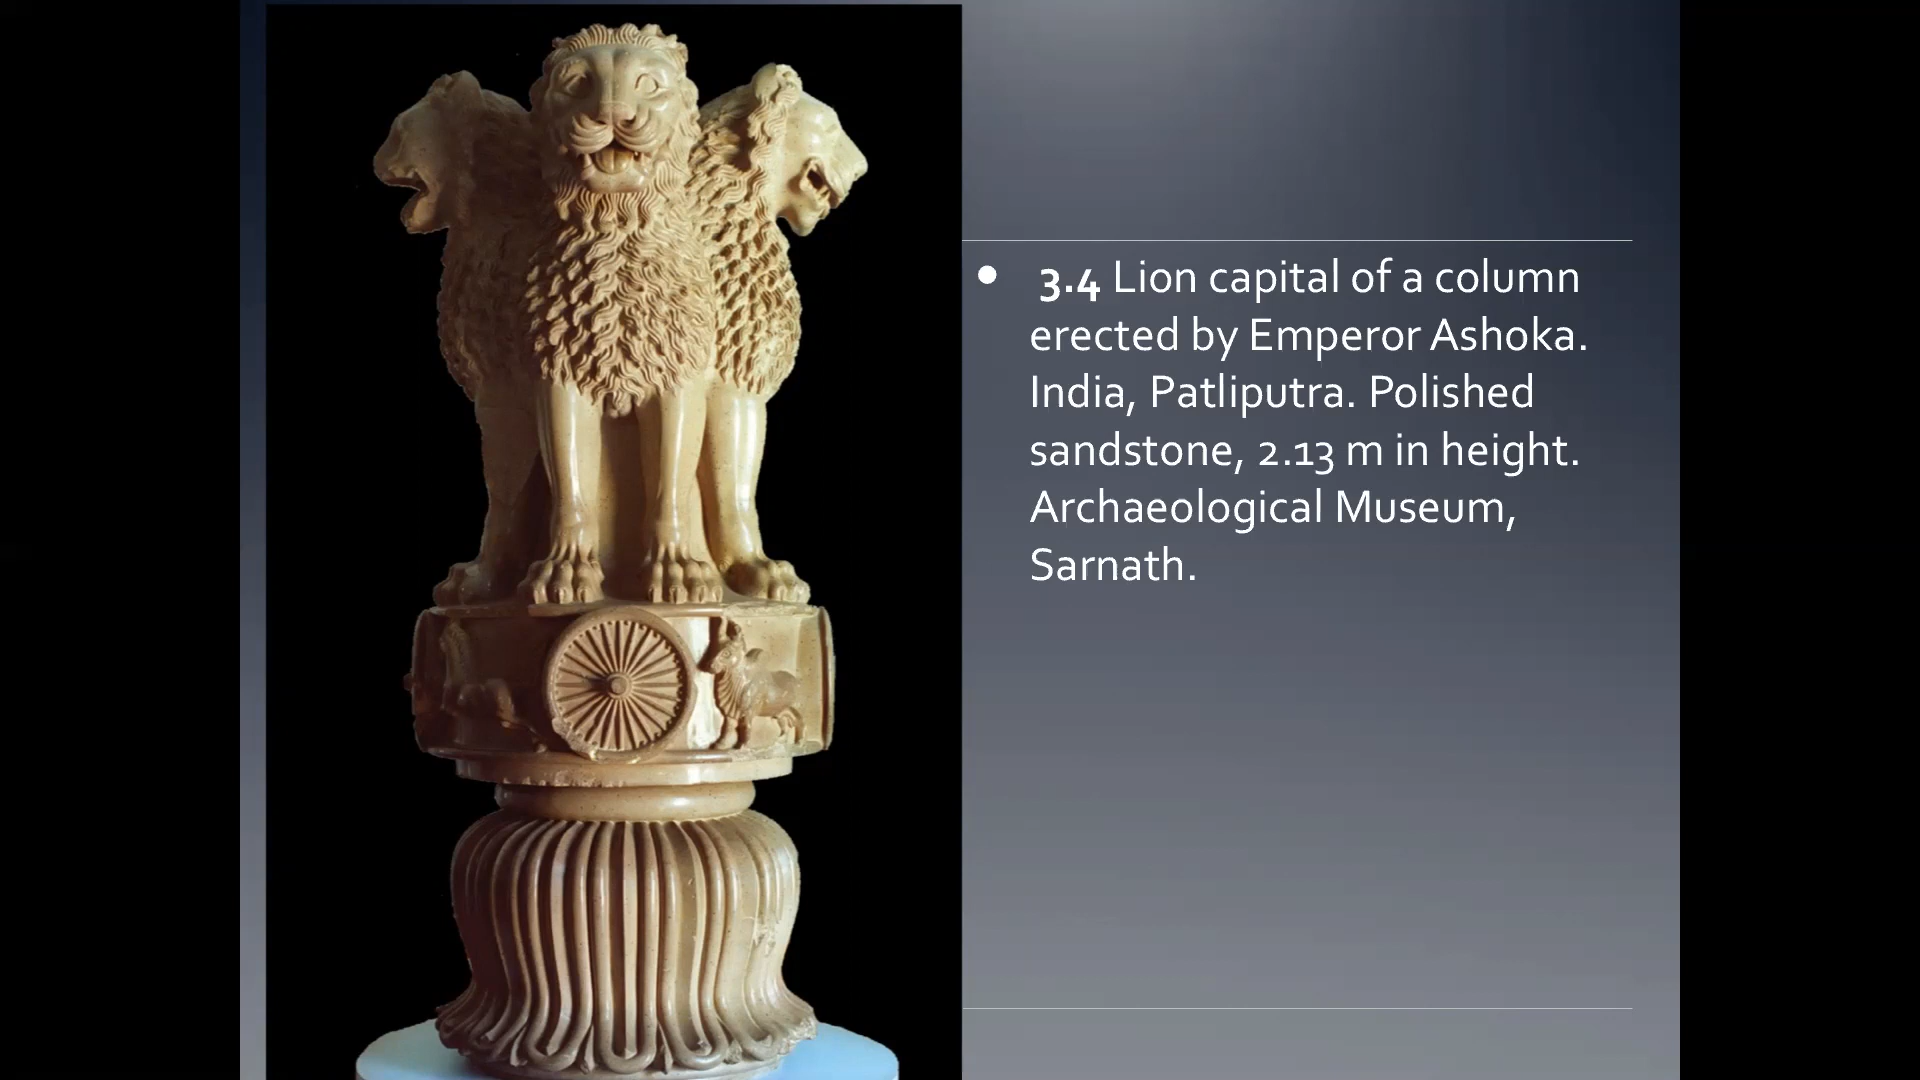 • 3.4 Lion capital of a column
erected by Emperor Ashoka.
India, Patliputra. Polished
sandstone, 2.13 m in height.
Archaeological Museum,
Sarnath.